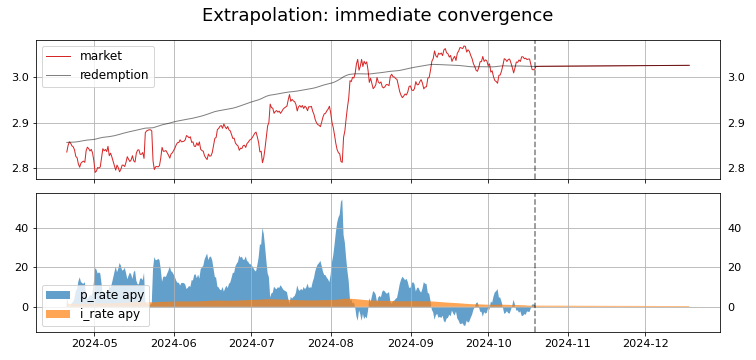 Extrapolation: immediate convergence
market
redemption
3.0
3.0
2.9
2.9
2.8
2.8
40
40
20
20
0
0
p_rate apy
i_rate apy
2024-05 2024-06 2024-07 2024-08 2024-09 2024-10 2024-11 2024-12